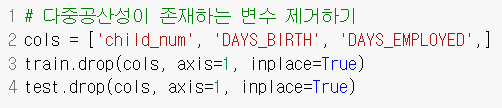 1 # 다중공산성이 존재하는 변수 제거하기
2 cols = ['child_num', 'DAYS_BIRTH', 'DAYS_EMPLOYED',]
3 train.drop(cols, axis=1, inplace=True)
4 test.drop(cols, axis=1, inplace=True)